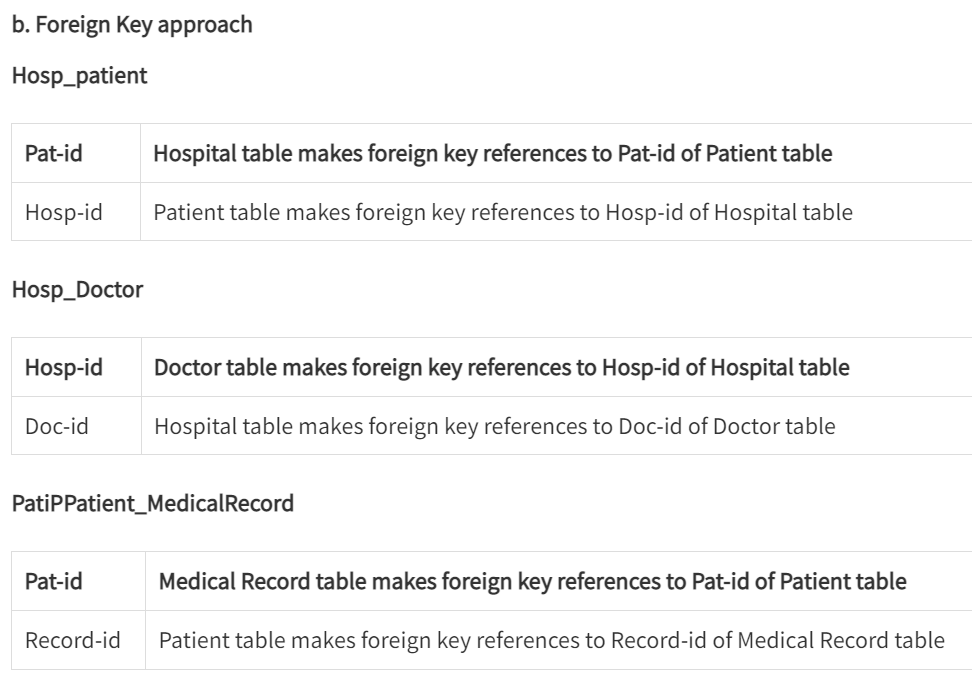 b. Foreign Key approach
Hosp_patient
Pat-id Hospital table makes foreign key references to Pat-id of Patient table
Hosp-id Patient table makes foreign key references to Hosp-id of Hospital table
Hosp_Doctor
Hosp-id Doctor table makes foreign key references to Hosp-id of Hospital table
Doc-id Hospital table makes foreign key references to Doc-id of Doctor table
PatiPPatient_MedicalRecord
Pat-id Medical Record table makes foreign key references to Pat-id of Patient table
Record-id Patient table makes foreign key references to Record-id of Medical Record table